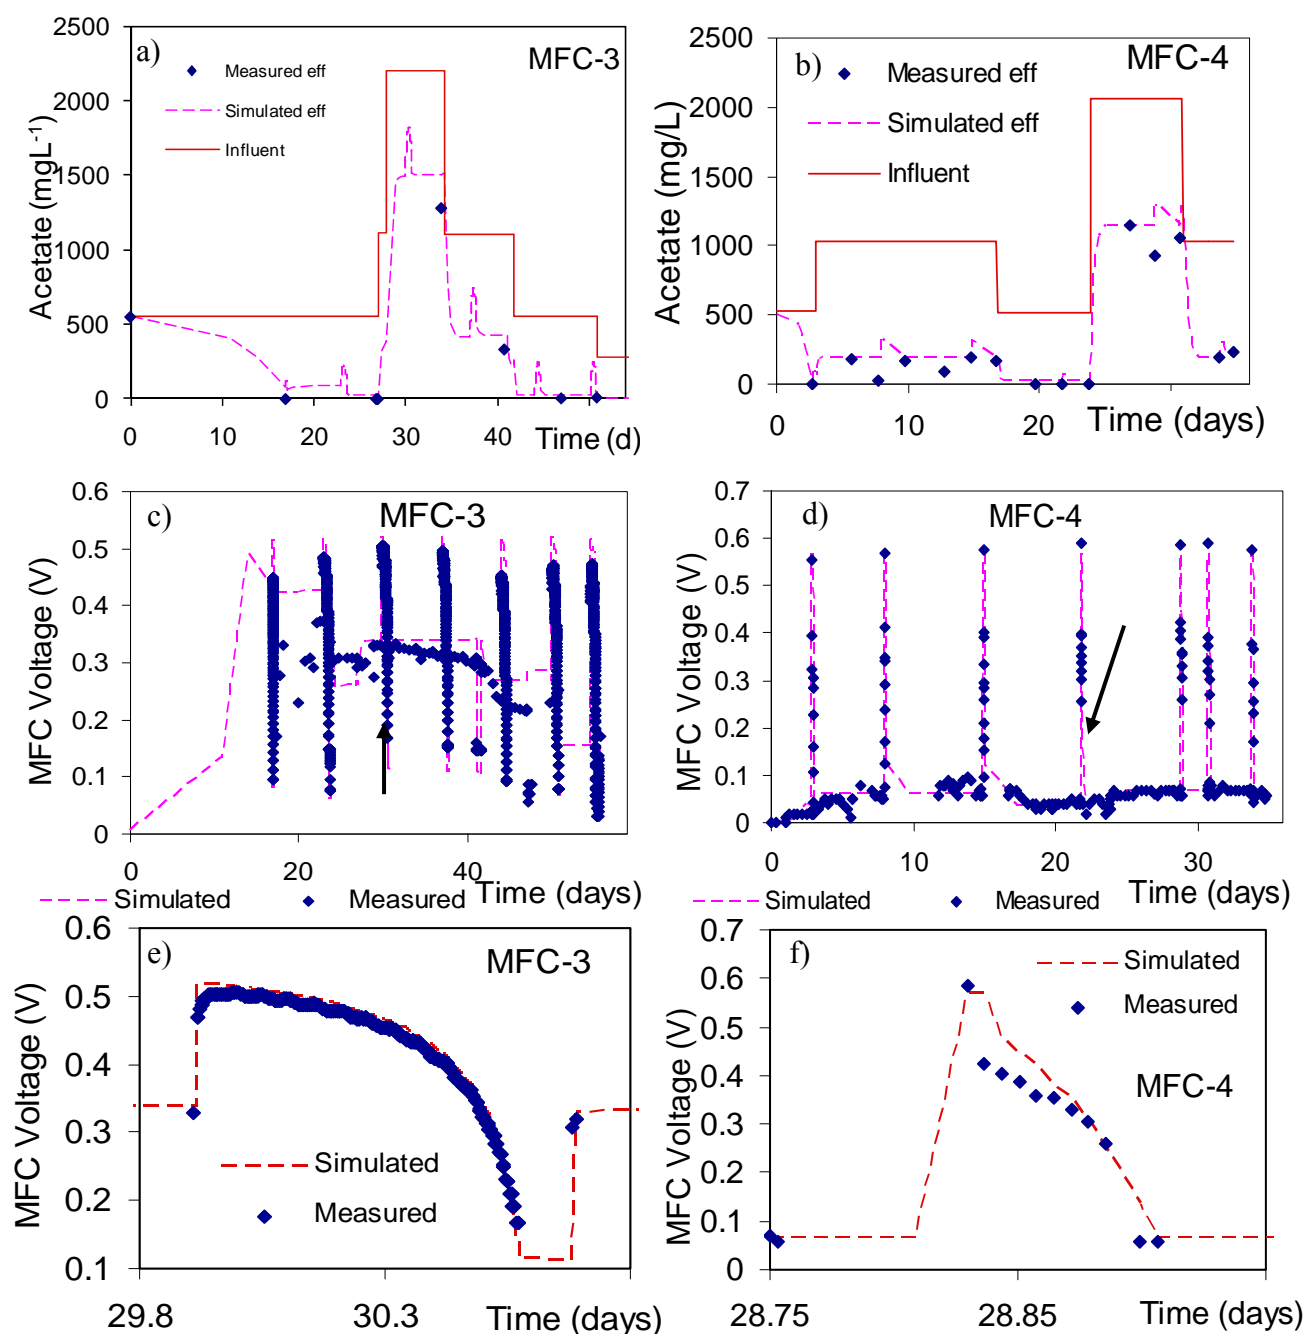 a)
MFC-3
Acetate (mgL-1)
2500
2000
1500
1000
500
0
Measured eff
Simulated eff
Influent
0 20 30 40 Time (d)
b)
MFC-4
Acetate (mg/L)
2500
2000
1500
1000
500
0
Measured eff
Simulated eff
Influent
0 10 20 Time (days)
c)
MFC-3
MFC Voltage (V)
0.6
0.5
0.4
0.3
0.2
0.1
0
0 20 40 Time (days)
Simulated Measured
d)
MFC-4
MFC Voltage (V)
0.7
0.6
0.5
0.4
0.3
0.2
0.1
0
0 10 20 30
Time (days)
Simulated Measured
e)
MFC-3
MFC Voltage (V)
0.6
0.5
0.4
0.3
0.2
0.1
Simulated
Measured
29.8 30.3 Time (days)
f)
MFC-4
MFC Voltage (V)
0.7
0.6
0.5
0.4
0.3
0.2
0.1
0
Simulated
Measured
28.75 28.85 Time (days)